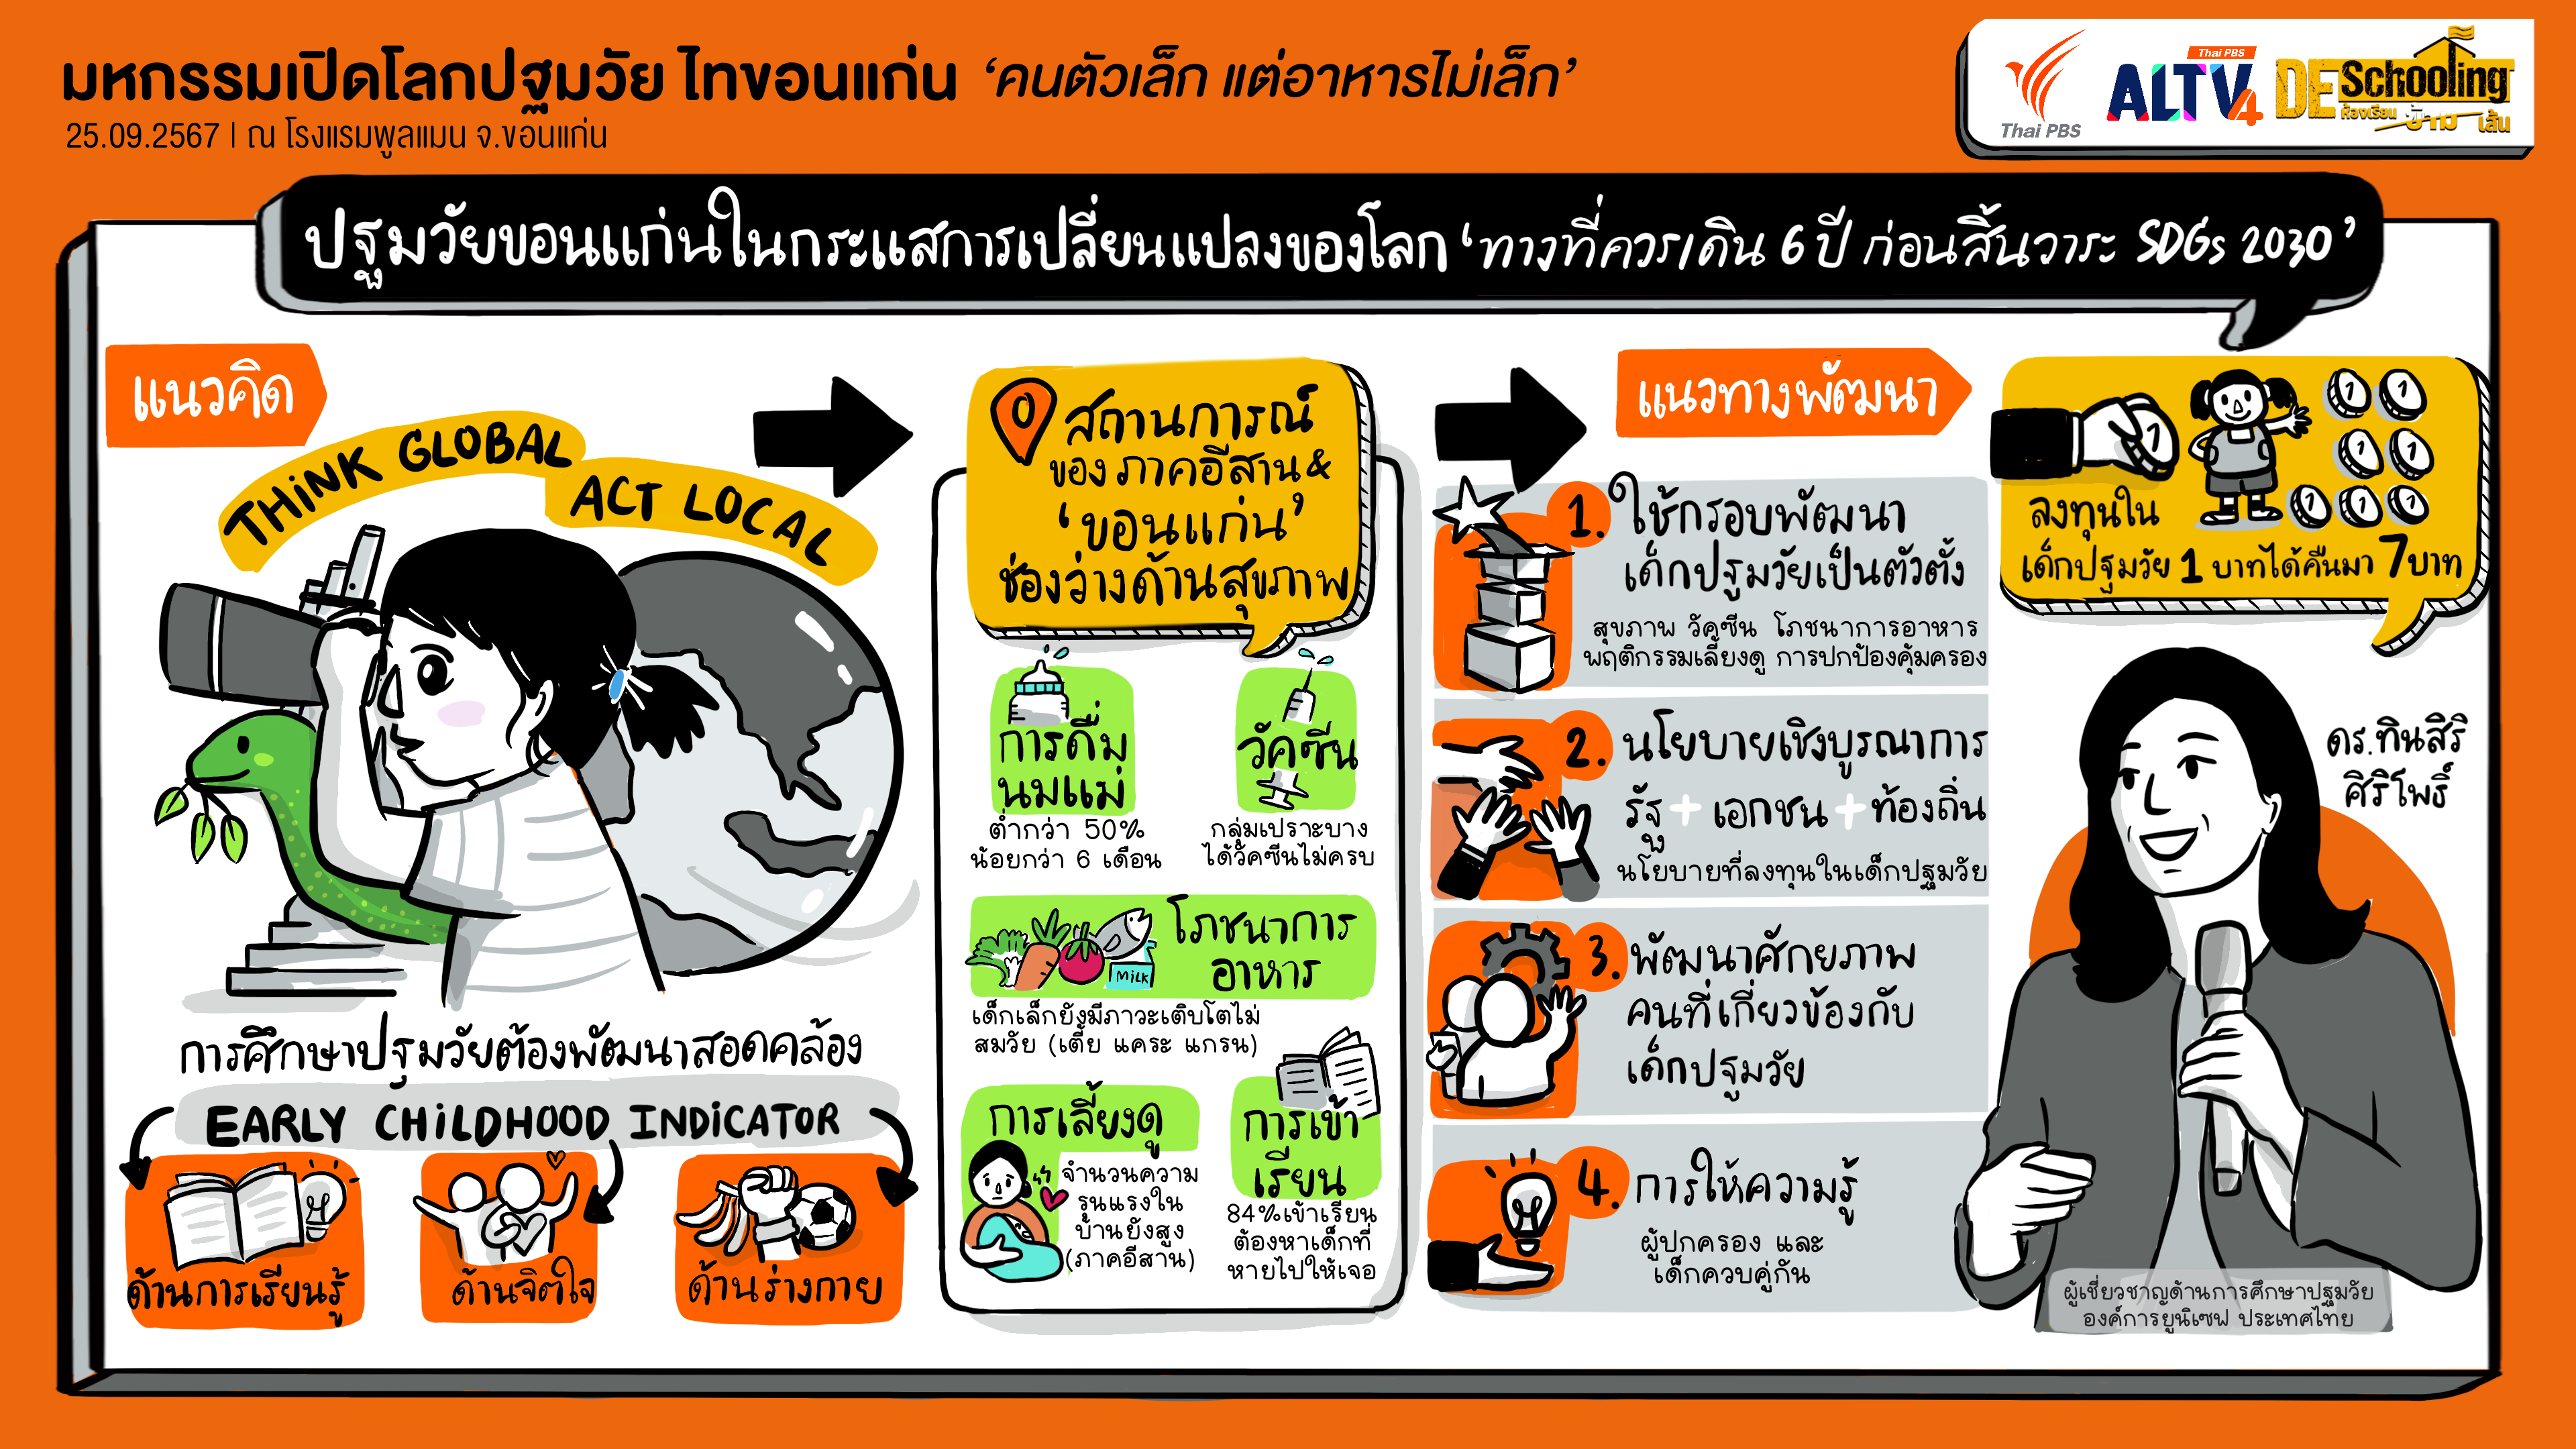 มหกรรมเปิดโลกปฐมวัย ไทขอนแก่น ‘คนตัวเล็ก แต่อาหารไม่เล็ก’
25.09.2567 | ณ โรงแรมพูลแมน จ.ขอนแก่น
Thai PBS
Thai PBS
ALTV4
DESchooling
ห้องเรียนข้ามเส้น
ปฐมวัยขอนแก่นในกระแสการเปลี่ยนแปลงของโลก ‘ทางที่ควรเดิน 6 ปี ก่อนสิ้นวาระ SDGs 2030’
แนวคิด
THiNK GLOBAL
ACT LOCAL
การศึกษาปฐมวัยต้องพัฒนาสอดคล้อง
EARLY CHiLDHOOD INDiCATOR
ด้านการเรียนรู้
ด้านจิตใจ
ด้านร่างกาย
สถานการณ์
ของ ภาคอีสาน &
‘ขอนแก่น’
ช่องว่างด้านสุขภาพ
การดื่ม
นมแม่
ต่ำกว่า 50%
น้อยกว่า 6 เดือน
วัคซีน
กลุ่มเปราะบาง
ได้วัคซีนไม่ครบ
MiLK
โภชนาการ
อาหาร
เด็กเล็กยังมีภาวะเติบโตไม่
สมวัย (เตี้ย แคระ แกรน)
การเลี้ยงดู
จำนวนความ
รุนแรงใน
บ้านยังสูง
(ภาคอีสาน)
การเข้า
เรียน
84%เข้าเรียน
ต้องหาเด็กที่
หายไปให้เจอ
แนวทางพัฒนา
1. ใช้กรอบพัฒนา
เด็กปฐมวัยเป็นตัวตั้ง
สุขภาพ วัคซีน โภชนาการอาหาร
พฤติกรรมเลี้ยงดู การปกป้องคุ้มครอง
2. นโยบายเชิงบูรณาการ
รัฐ + เอกชน + ท้องถิ่น
นโยบายที่ลงทุนในเด็กปฐมวัย
3. พัฒนาศักยภาพ
คนที่เกี่ยวข้องกับ
เด็กปฐมวัย
4. การให้ความรู้
ผู้ปกครอง และ
เด็กควบคู่กัน
ลงทุนใน
เด็กปฐมวัย 1 บาทได้คืนมา 7บาท
ดร.ทินสิริ
ศิริโพธิ์
ผู้เชี่ยวชาญด้านการศึกษาปฐมวัย
องค์การยูนิเซฟ ประเทศไทย